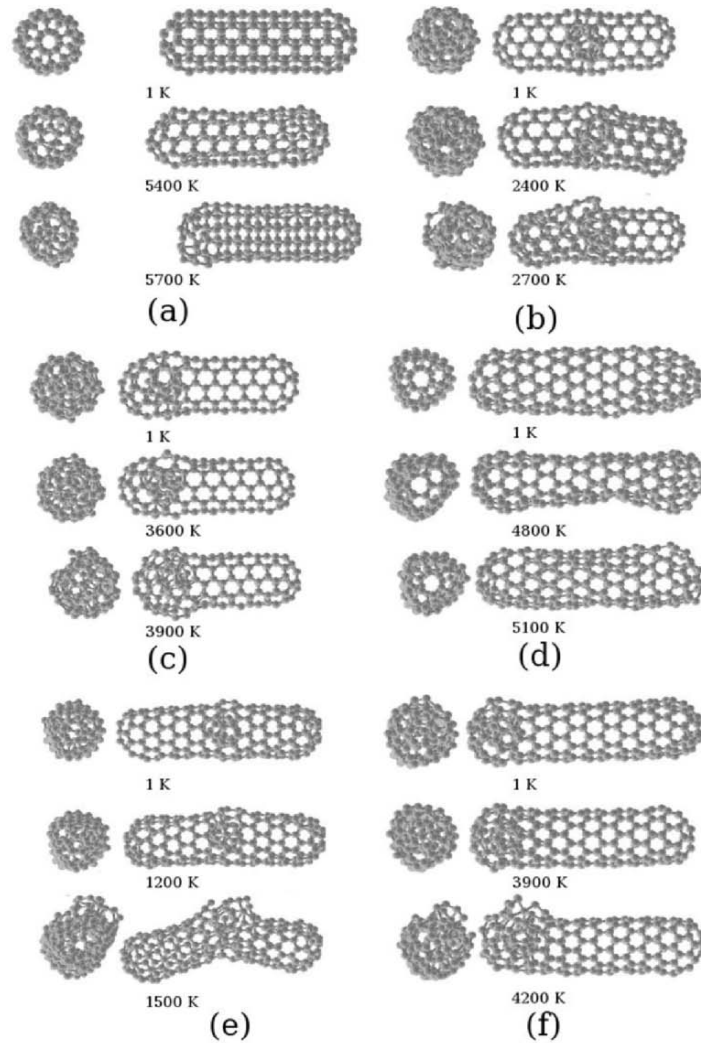 1 K
5400 K
5700 K
(a)
1 K
2400 K
2700 K
(b)
1 K
3600 K
3900 K
(c)
1 K
4800 K
5100 K
(d)
1 K
1200 K
1500 K
(e)
1 K
3900 K
4200 K
(f)